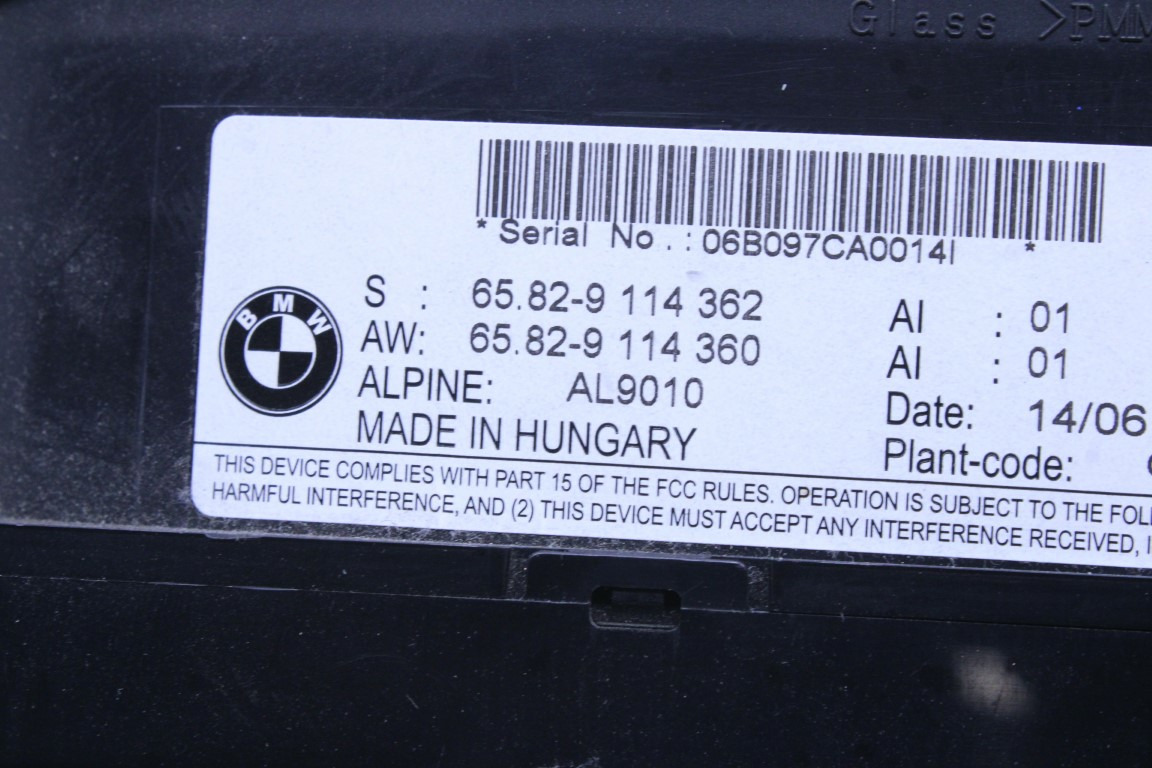 Glass >PMM
* Serial No.: 06B097CA0014I *
S : 65.82-9 114 362 AI : 01
AW: 65.82-9 114 360 AI : 01
ALPINE: AL9010 Date: 14/06
MADE IN HUNGARY Plant-code:
BMW
THIS DEVICE COMPLIES WITH PART 15 OF THE FCC RULES. OPERATION IS SUBJECT TO THE FOL
HARMFUL INTERFERENCE, AND (2) THIS DEVICE MUST ACCEPT ANY INTERFERENCE RECEIVED, I